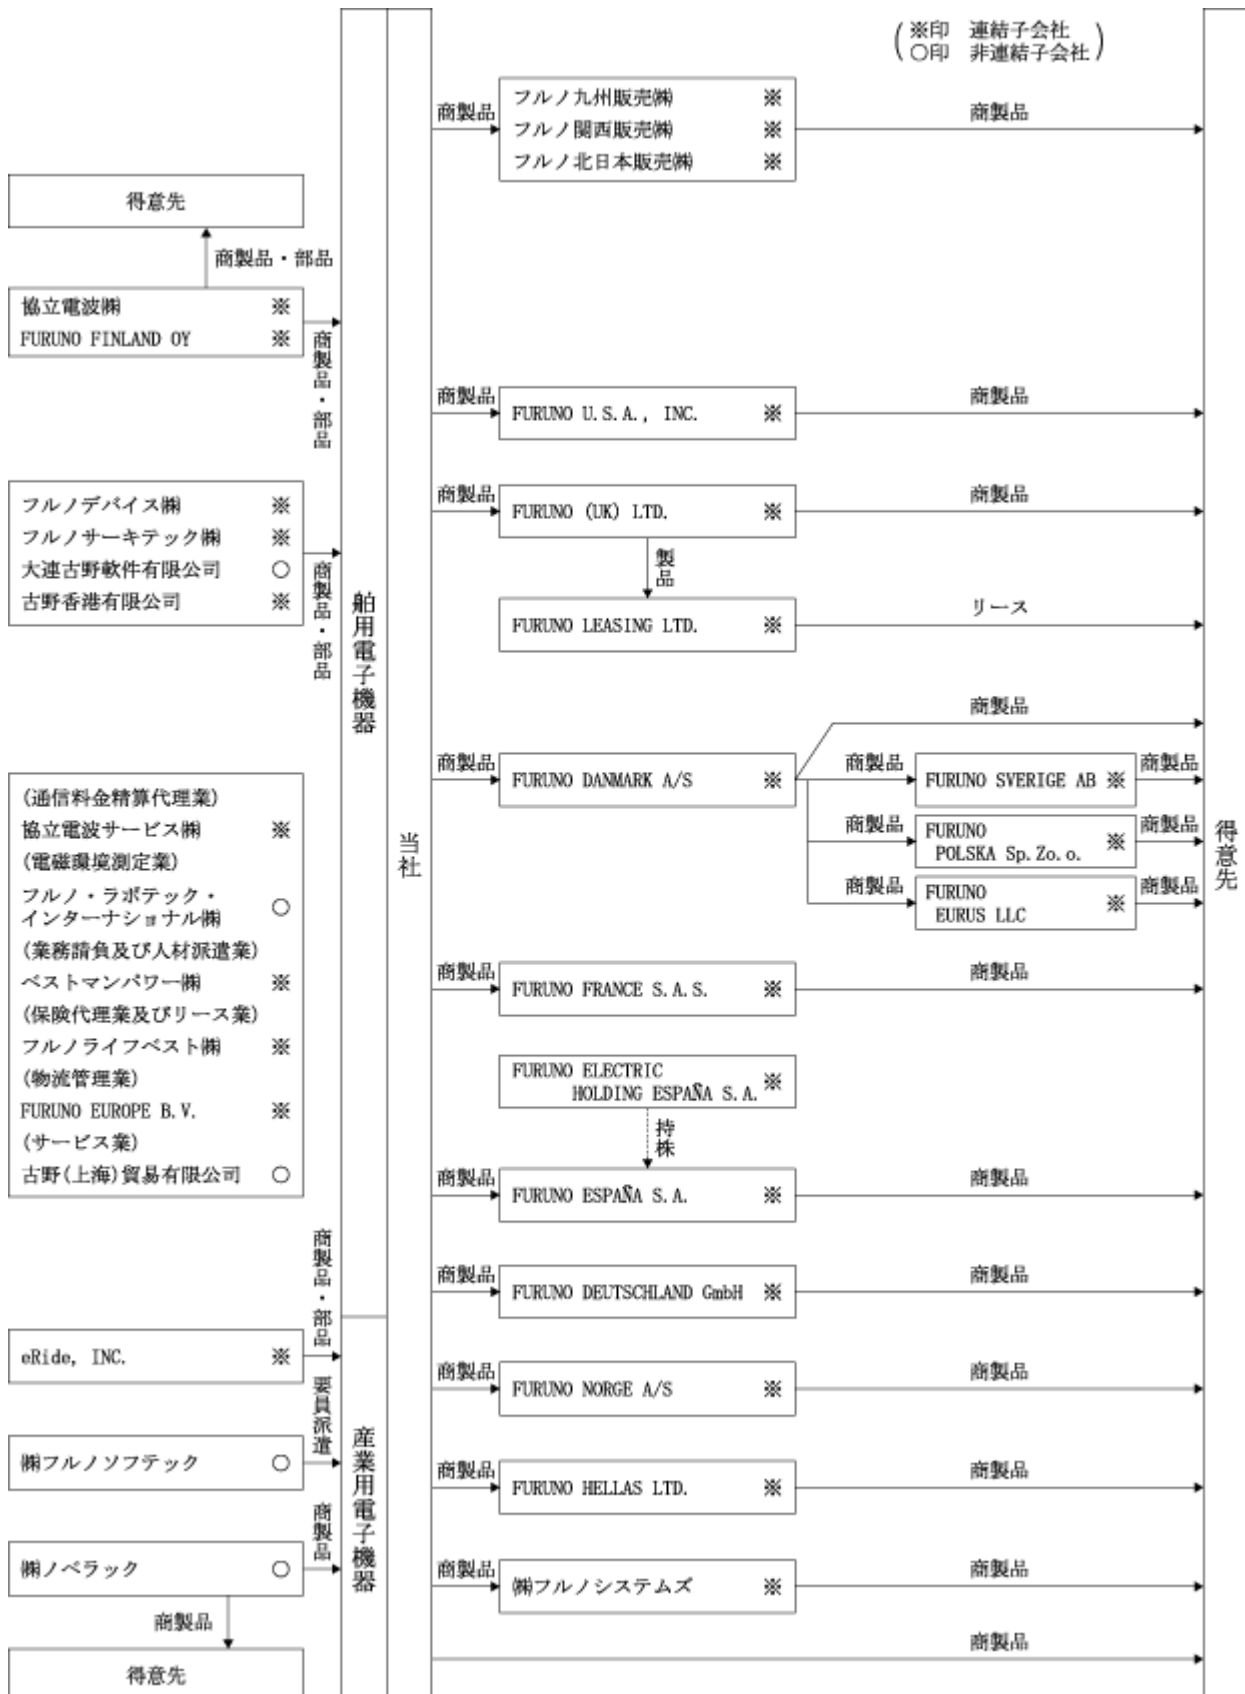 ※印 連結子会社
○印 非連結子会社
得意先
商製品・部品
協立電波㈱ ※
FURUNO FINLAND OY ※
商製品・部品
フルノデバイス㈱ ※
フルノサーキテック㈱ ※
大連古野軟件有限公司 ○
古野香港有限公司 ※
商製品・部品
(通信料金精算代理業)
協立電波サービス㈱ ※
(電磁環境測定業)
フルノ・ラボテック・
インターナショナル㈱ ○
(業務請負及び人材派遣業)
ベストマンパワー㈱ ※
(保険代理業及びリース業)
フルノライフベスト㈱ ※
(物流管理業)
FURUNO EUROPE B.V. ※
(サービス業)
古野(上海)貿易有限公司 ○
商製品・部品
eRide, INC. ※
要員派遣
㈱フルノソフテック ○
商製品
㈱ノベラック ○
商製品
得意先
舶用電子機器
産業用電子機器
当社
商製品
フルノ九州販売㈱ ※
フルノ関西販売㈱ ※
フルノ北日本販売㈱ ※
商製品
商製品
FURUNO U.S.A., INC. ※
商製品
商製品
FURUNO (UK) LTD. ※
商製品
製品
FURUNO LEASING LTD. ※
リース
商製品
FURUNO DANMARK A/S ※
商製品
商製品
FURUNO SVERIGE AB ※
商製品
商製品
FURUNO
POLSKA Sp.Zo.o. ※
商製品
商製品
FURUNO
EURUS LLC ※
商製品
商製品
FURUNO FRANCE S.A.S. ※
商製品
FURUNO ELECTRIC
HOLDING ESPAÑA S.A. ※
持株
商製品
FURUNO ESPAÑA S.A. ※
商製品
商製品
FURUNO DEUTSCHLAND GmbH ※
商製品
商製品
FURUNO NORGE A/S ※
商製品
商製品
FURUNO HELLAS LTD. ※
商製品
商製品
㈱フルノシステムズ ※
商製品
商製品
得意先